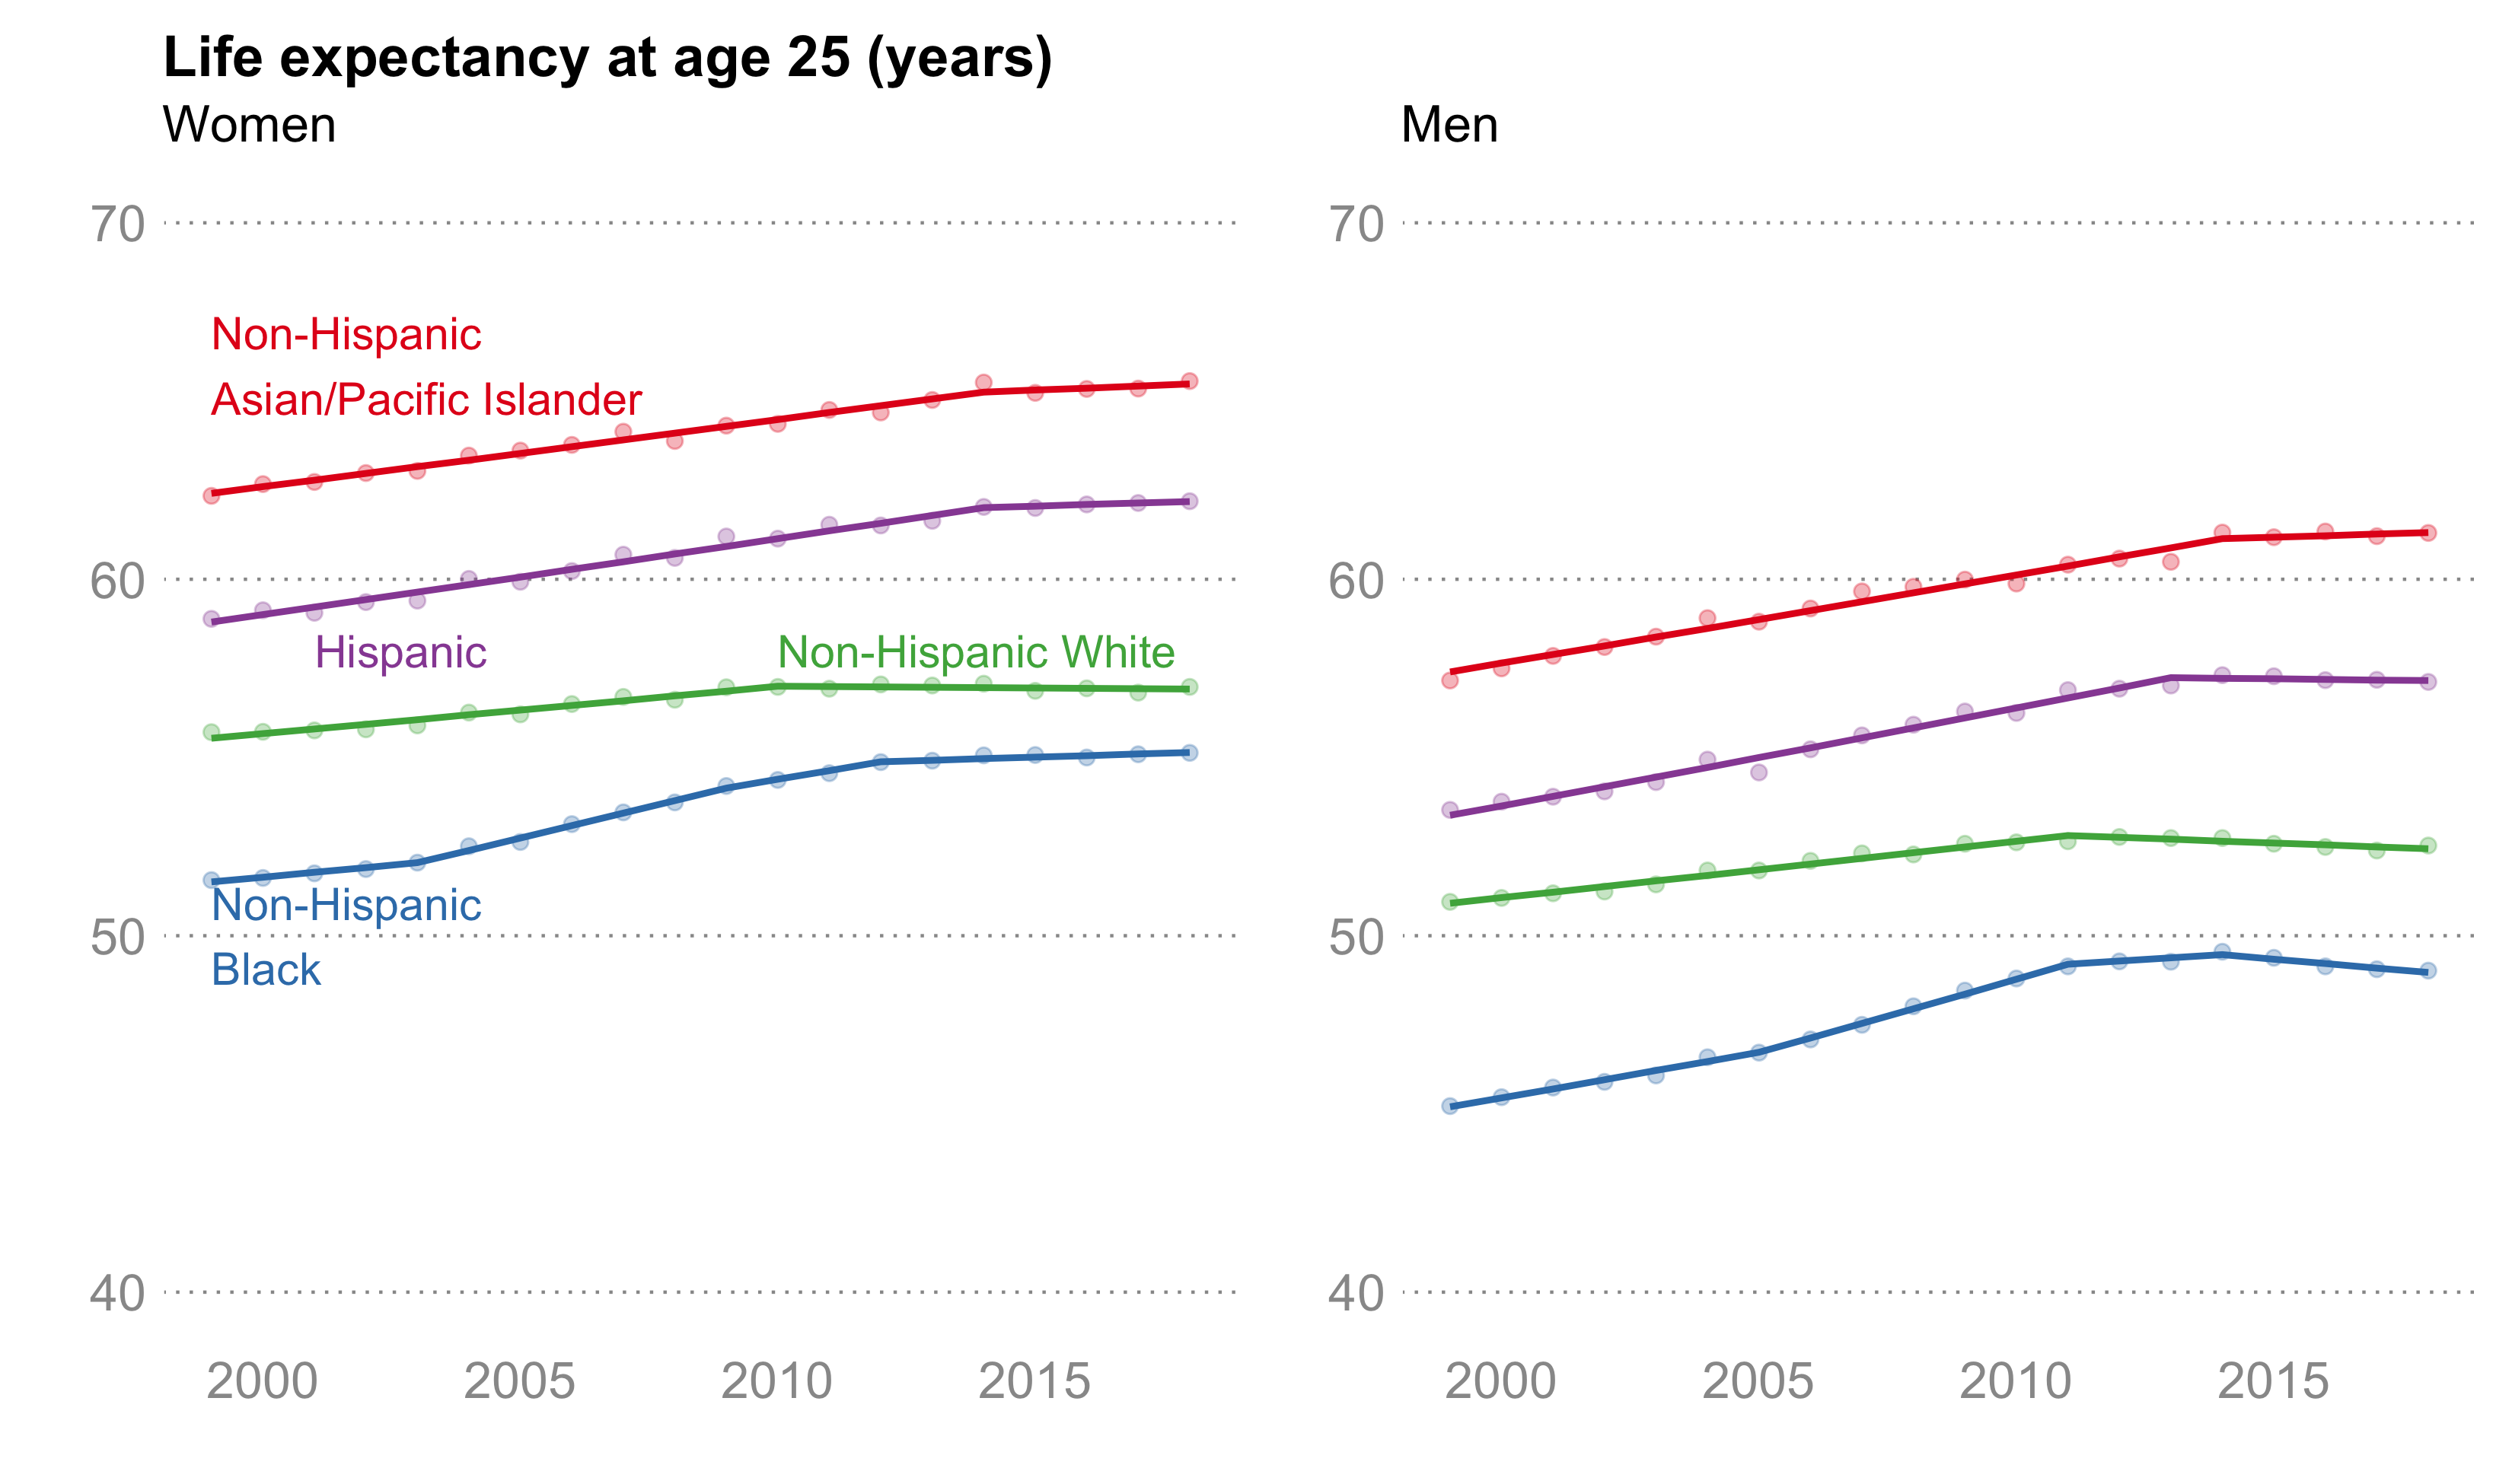 Life expectancy at age 25 (years)
Women
70
Non-Hispanic
Asian/Pacific Islander
60
Hispanic
Non-Hispanic White
Non-Hispanic
50
Black
40
2000 2005 2010 2015
Men
70
60
50
40
2000 2005 2010 2015